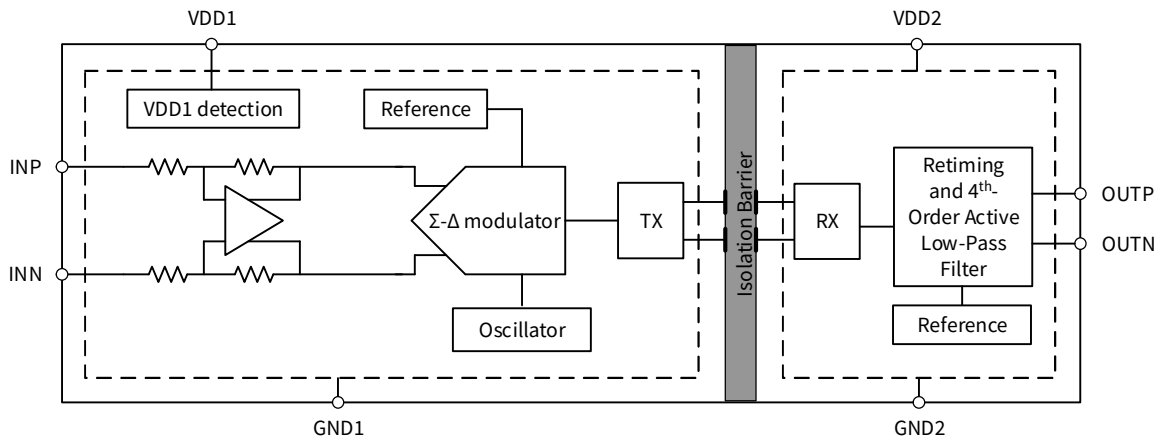 VDD1
VDD2
VDD1 detection
Reference
INP
INN
Σ-Δ modulator
Oscillator
TX
Isolation Barrier
RX
Retiming
and 4th-
Order Active
Low-Pass
Filter
Reference
OUTP
OUTN
GND1
GND2